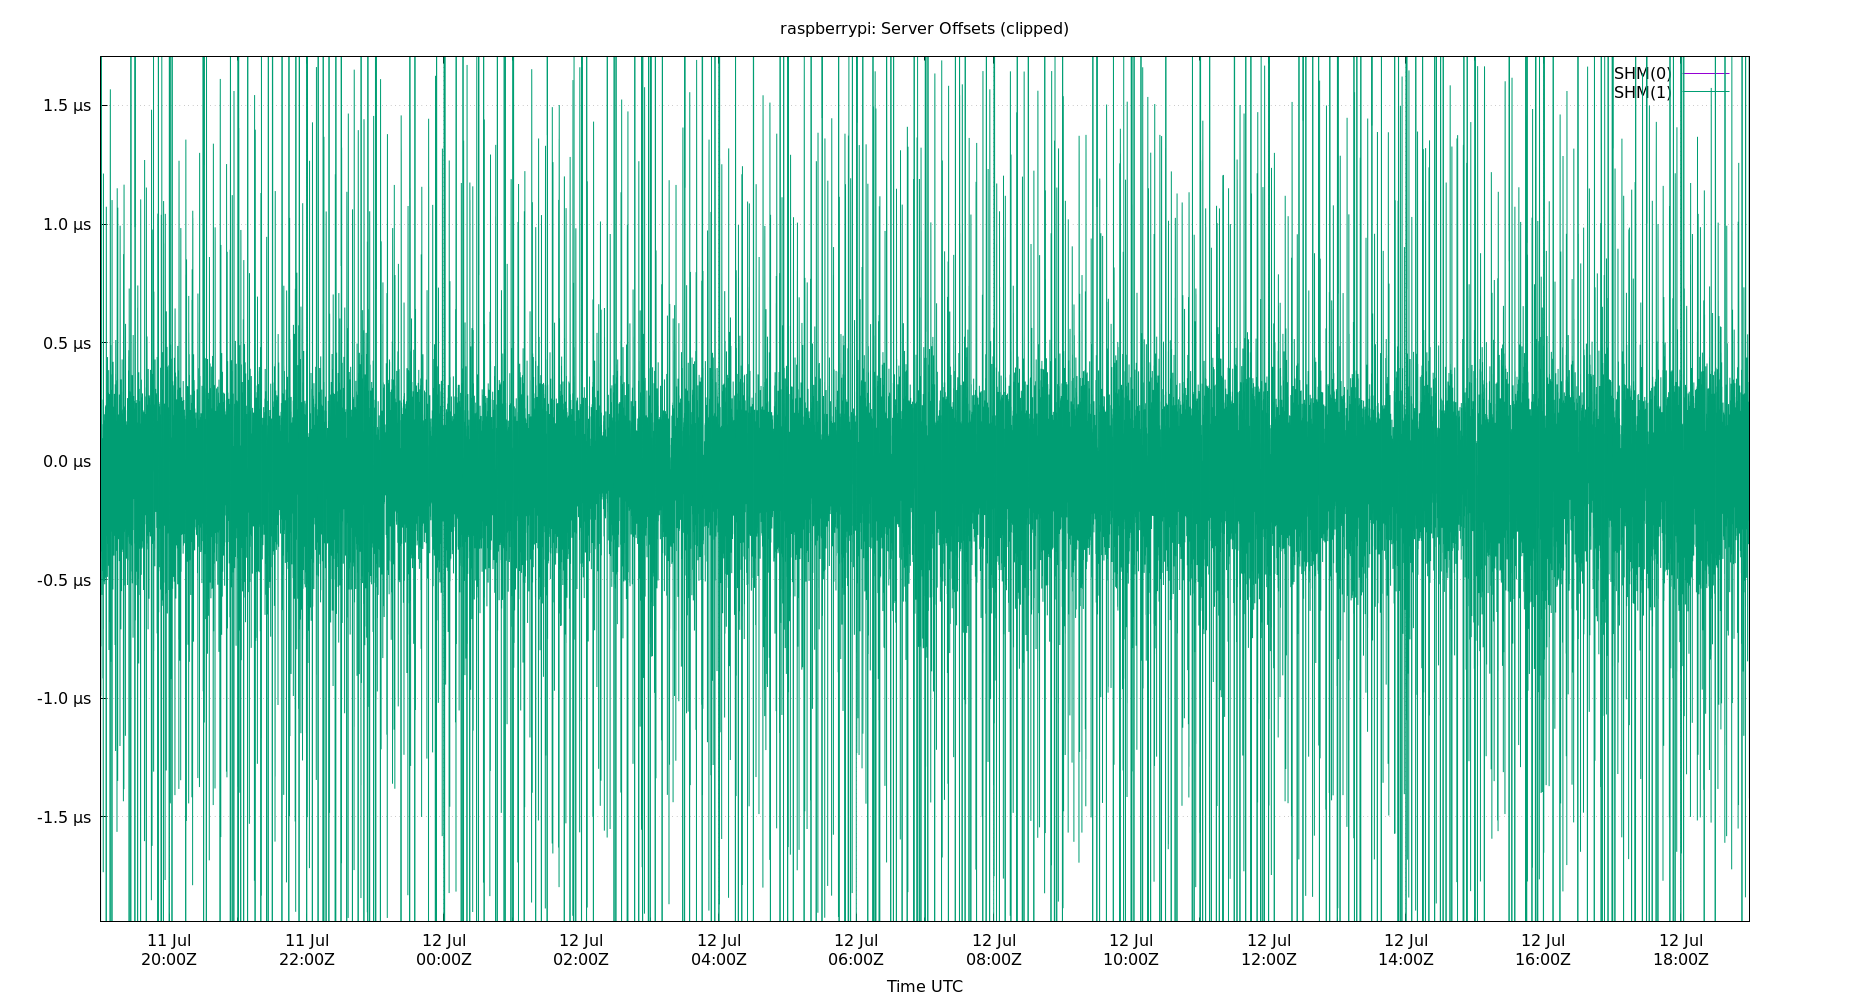 raspberrypi: Server Offsets (clipped)
SHM(0)
SHM(1)
1.5 μs
1.0 μs
0.5 μs
0.0 μs
-0.5 μs
-1.0 μs
-1.5 μs
11 Jul 11 Jul 12 Jul 12 Jul 12 Jul 12 Jul 12 Jul 12 Jul 12 Jul 12 Jul 12 Jul 12 Jul
20:00Z 22:00Z 00:00Z 02:00Z 04:00Z 06:00Z 08:00Z 10:00Z 12:00Z 14:00Z 16:00Z 18:00Z
Time UTC